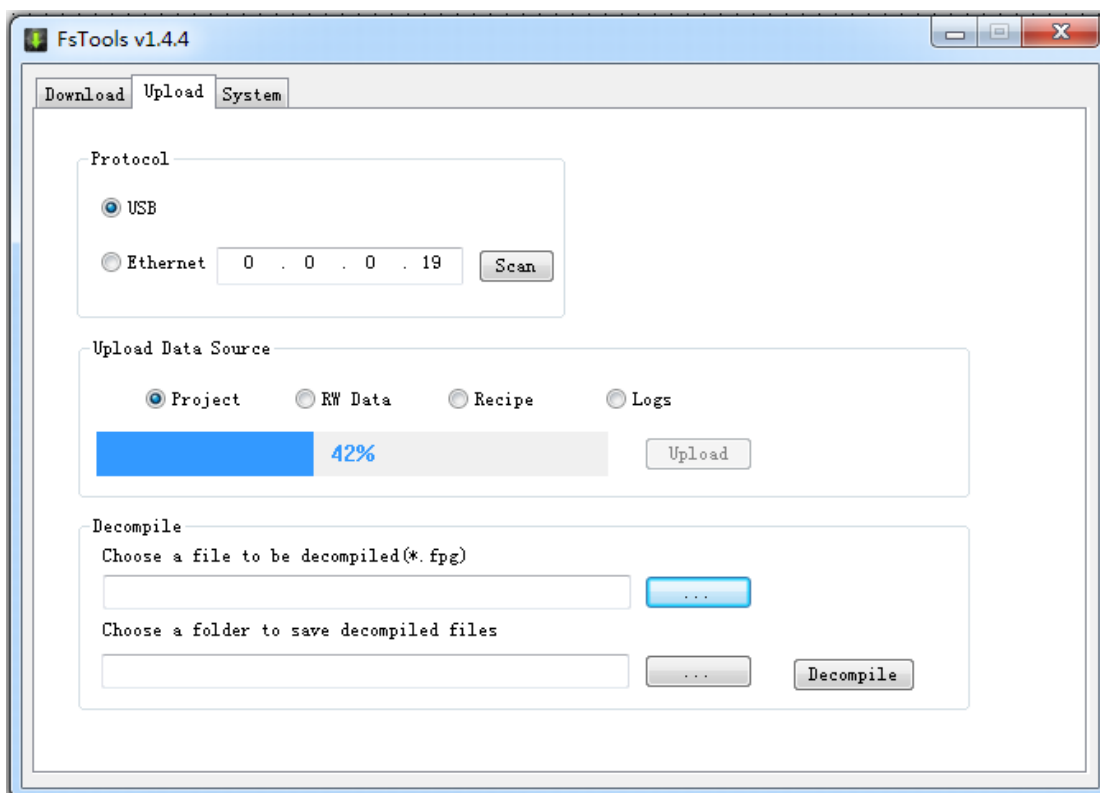 FsTools v1.4.4
Download Upload System
Protocol
USB
Ethernet 0 . 0 . 0 . 19 Scan
Upload Data Source
Project RW Data Recipe Logs
42% Upload
Decompile
Choose a file to be decompiled(*.fpg)
...
Choose a folder to save decompiled files
... Decompile